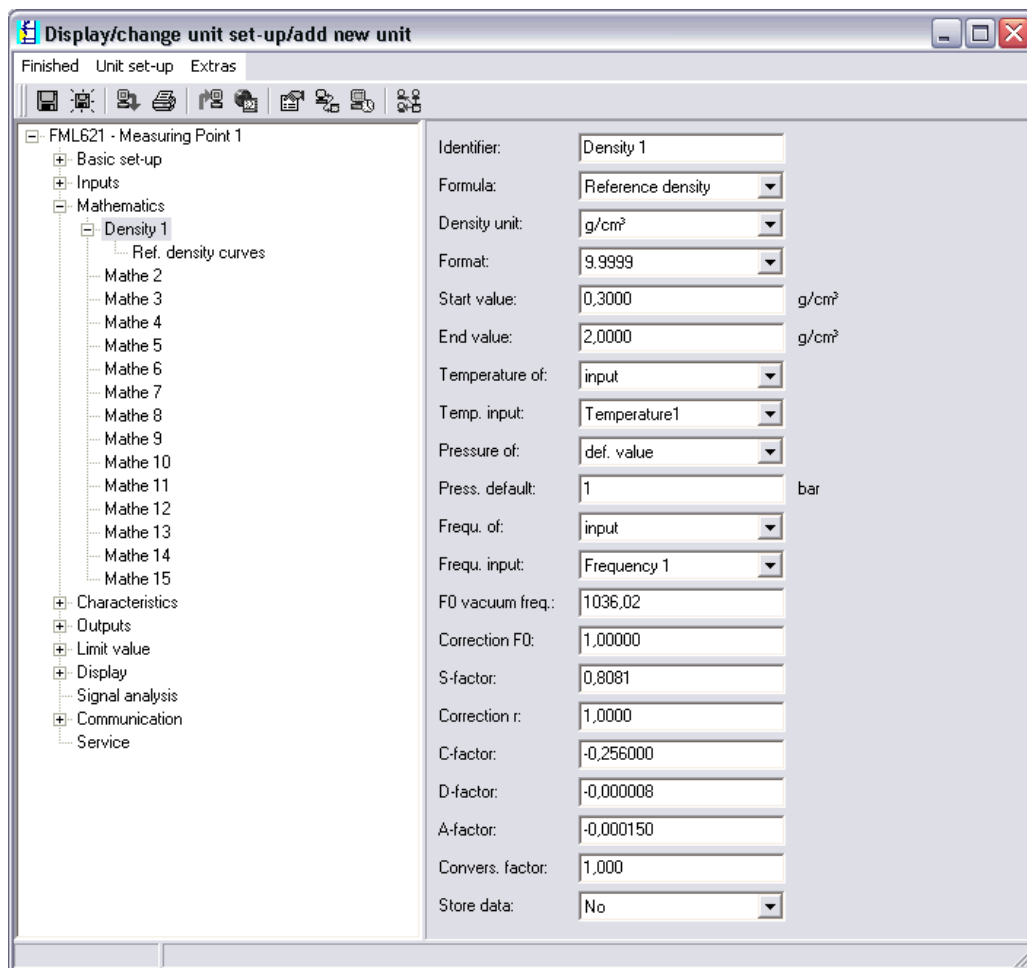 Display/change unit set-up/add new unit
Finished Unit set-up Extras
FML621 - Measuring Point 1
Basic set-up
Inputs
Mathematics
Density 1
Ref. density curves
Mathe 2
Mathe 3
Mathe 4
Mathe 5
Mathe 6
Mathe 7
Mathe 8
Mathe 9
Mathe 10
Mathe 11
Mathe 12
Mathe 13
Mathe 14
Mathe 15
Characteristics
Outputs
Limit value
Display
Signal analysis
Communication
Service
Identifier: Density 1
Formula: Reference density
Density unit: g/cm³
Format: 9.9999
Start value: 0,3000 g/cm³
End value: 2,0000 g/cm³
Temperature of: input
Temp. input: Temperature1
Pressure of: def. value
Press. default: 1 bar
Frequ. of: input
Frequ. input: Frequency 1
F0 vacuum freq.: 1036,02
Correction F0: 1,00000
S-factor: 0,8081
Correction r: 1,0000
C-factor: -0,256000
D-factor: -0,000008
A-factor: -0,000150
Convers. factor: 1,000
Store data: No